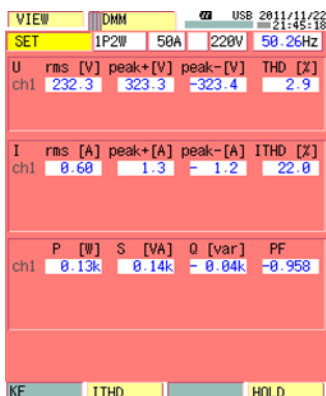 VIEW DMM USB 2011/11/22
21:45:18
SET 1P2W 50A 220V 50.26Hz
U rms [V] peak+[V] peak-[V] THD [%]
ch1 232.3 323.3 -323.4 2.9
I rms [A] peak+[A] peak-[A] ITHD [%]
ch1 0.60 1.3 - 1.2 22.0
P [W] S [VA] Q [var] PF
ch1 0.13k 0.14k - 0.04k -0.958
KF ITHD HOLD